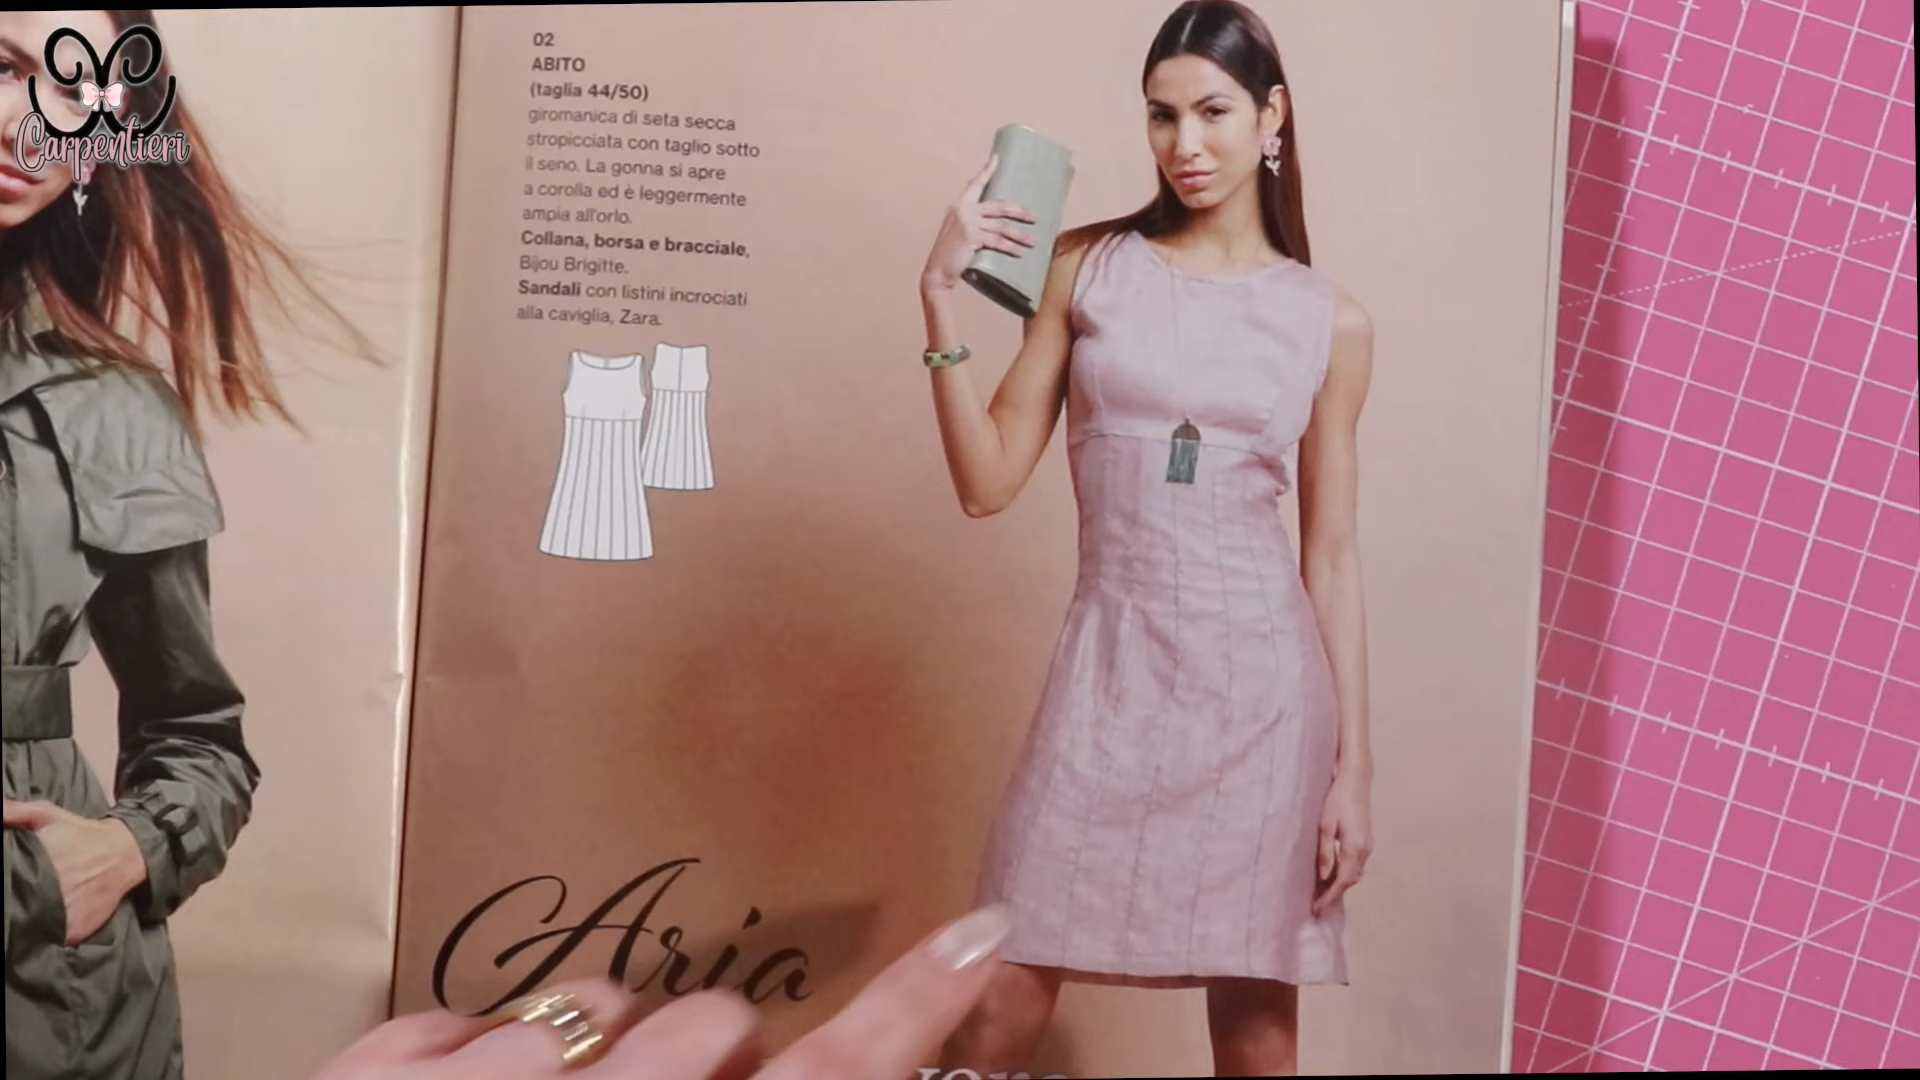 Carpentieri
02
ABITO
(taglia 44/50)
giromanica di seta secca
stropicciata con taglio sotto
il seno. La gonna si apre
a corolla ed è leggermente
ampia all'orlo.
Collana, borsa e bracciale,
Bijou Brigitte.
Sandali con listini incrociati
alla caviglia, Zara.
Aria